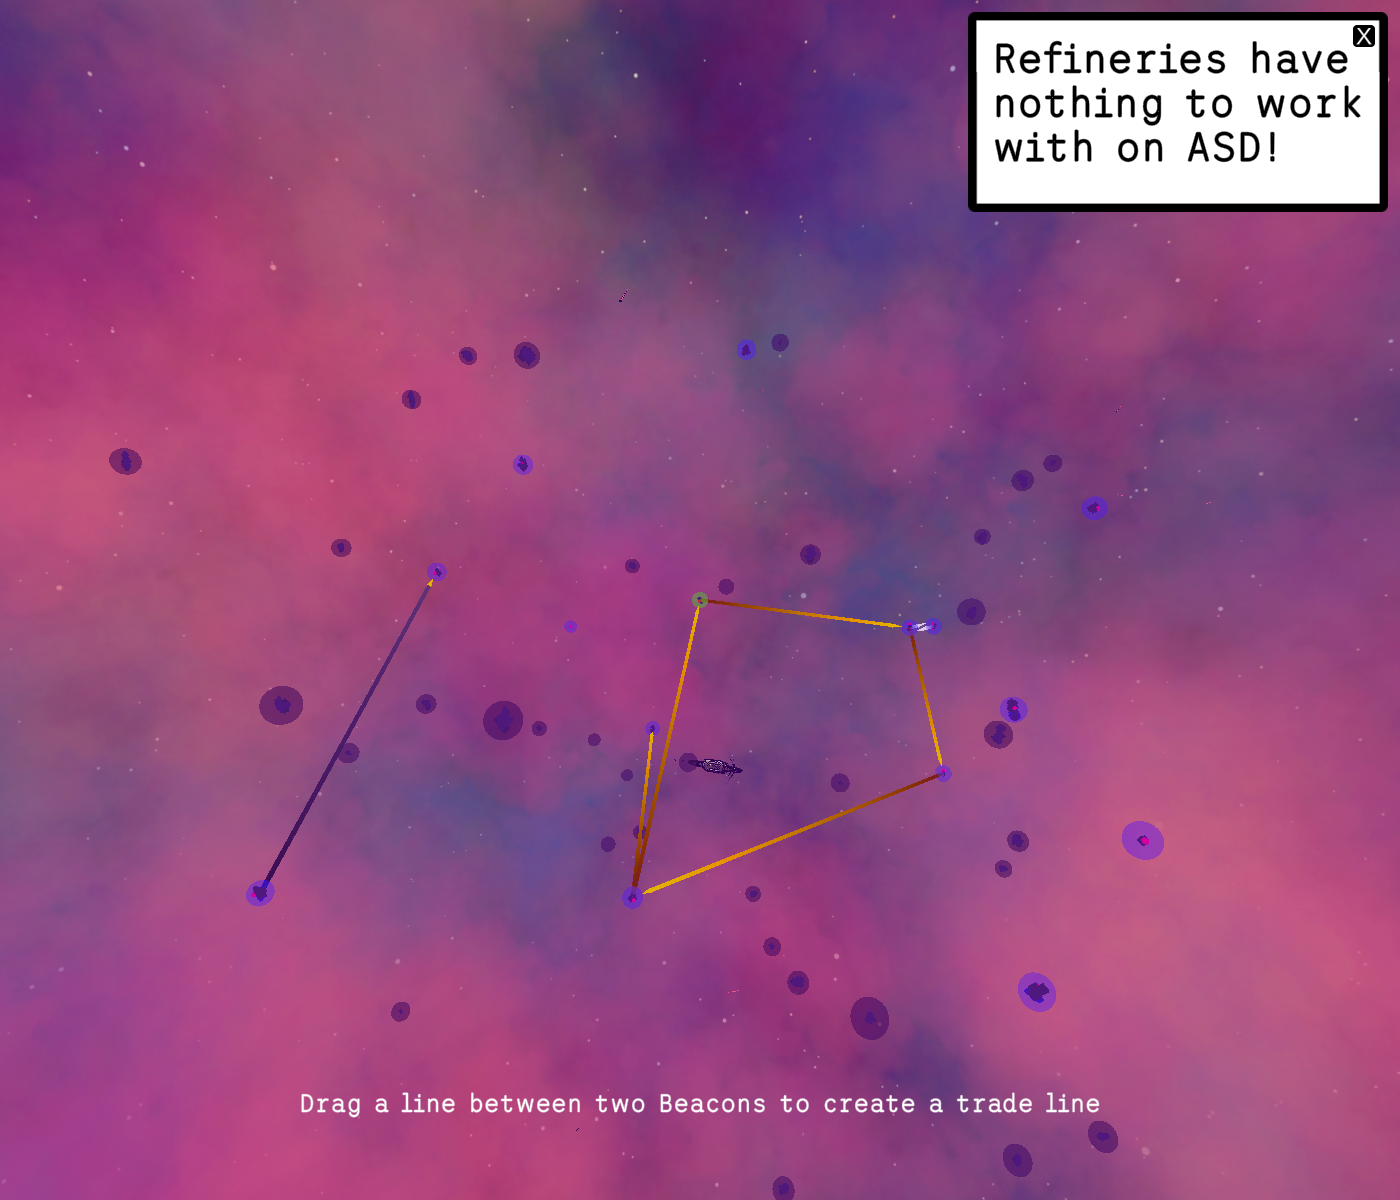 X
Refineries have
nothing to work
with on ASD!
Drag a line between two Beacons to create a trade line